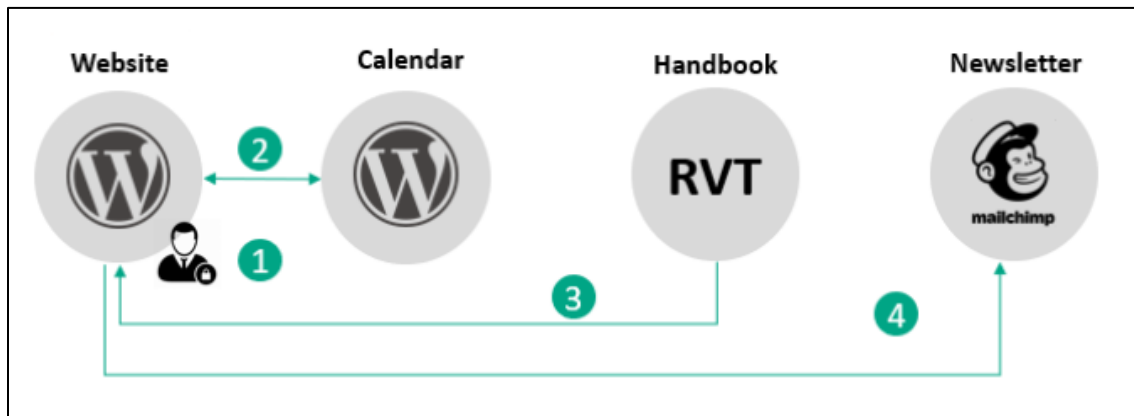 Website
Calendar
Handbook
Newsletter
W
2
W
RVT
mailchimp
1
3
4